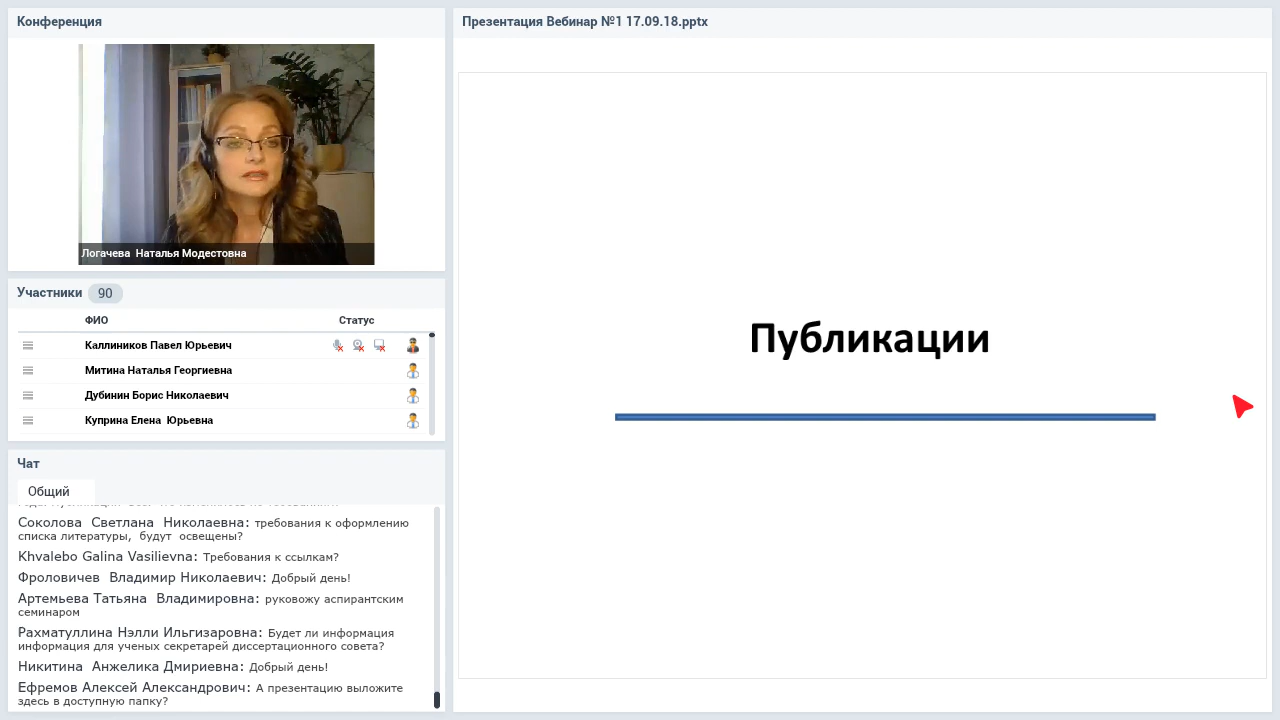 Конференция
Логачева Наталья Модестовна
Участники 90
ФИО Статус
Каллиников Павел Юрьевич
Митина Наталья Георгиевна
Дубинин Борис Николаевич
Куприна Елена Юрьевна
Чат
Общий
Соколова Светлана Николаевна: требования к оформлению
списка литературы, будут освещены?
Khvalebo Galina Vasilievna: Требования к ссылкам?
Фроловичев Владимир Николаевич: Добрый день!
Артемьева Татьяна Владимировна: руковожу аспирантским
семинаром
Рахматуллина Нэлли Ильгизаровна: Будет ли информация
информация для ученых секретарей диссертационного совета?
Никитина Анжелика Дмириевна: Добрый день!
Ефремов Алексей Александрович: А презентацию выложите
здесь в доступную папку?
Презентация Вебинар №1 17.09.18.pptx
Публикации